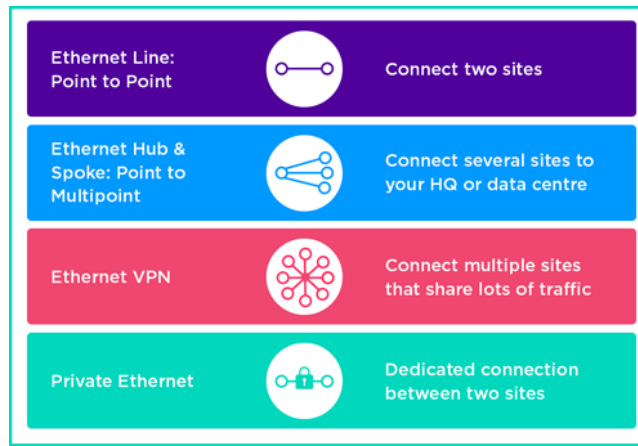 Ethernet Line:
Point to Point
Connect two sites
Ethernet Hub &
Spoke: Point to
Multipoint
Connect several sites to
your HQ or data centre
Ethernet VPN
Connect multiple sites
that share lots of traffic
Private Ethernet
Dedicated connection
between two sites